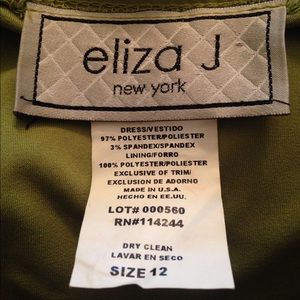 eliza J
new york
DRESS/VESTIDO
97% POLYESTER/POLIESTER
3% SPANDEX/SPANDEX
LINING/FORRO
100% POLYESTER/POLIESTER
EXCLUSIVE OF TRIM/
EXCLUSION DE ADORNO
MADE IN U.S.A.
HECHO EN EE.UU.
LOT# 000560
RN#114244
DRY CLEAN
LAVAR EN SECO
SIZE 12